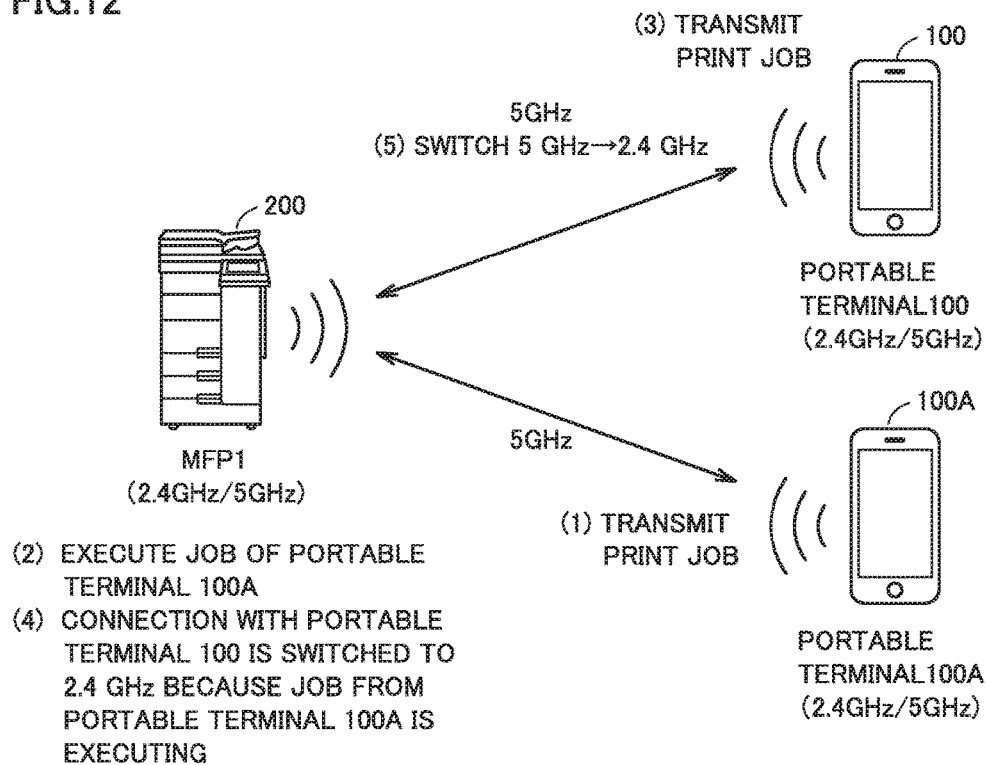 FIG.12
(3) TRANSMIT
PRINT JOB
100
5GHz
(5) SWITCH 5 GHz→2.4 GHz
200
PORTABLE
TERMINAL100
(2.4GHz/5GHz)
MFP1
(2.4GHz/5GHz)
5GHz
100A
(1) TRANSMIT
PRINT JOB
PORTABLE
TERMINAL100A
(2.4GHz/5GHz)
(2) EXECUTE JOB OF PORTABLE
TERMINAL 100A
(4) CONNECTION WITH PORTABLE
TERMINAL 100 IS SWITCHED TO
2.4 GHz BECAUSE JOB FROM
PORTABLE TERMINAL 100A IS
EXECUTING